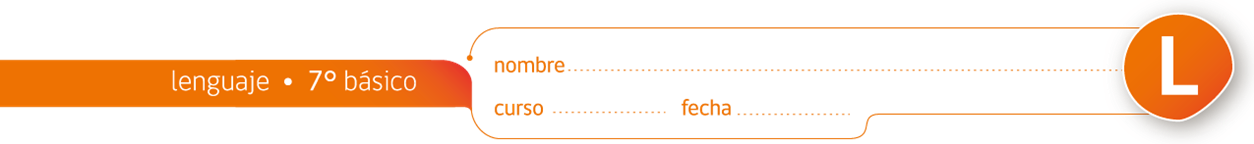 lenguaje • 7° básico
nombre
curso fecha
L